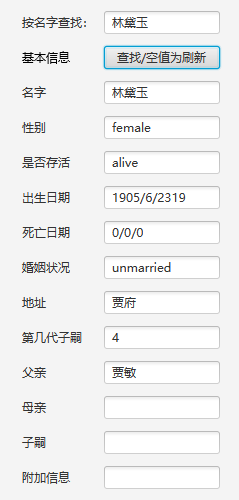 按名字查找： 林黛玉
基本信息 查找/空值为刷新
名字 林黛玉
性别 female
是否存活 alive
出生日期 1905/6/2319
死亡日期 0/0/0
婚姻状况 unmarried
地址 贾府
第几代子嗣 4
父亲 贾敏
母亲
子嗣
附加信息